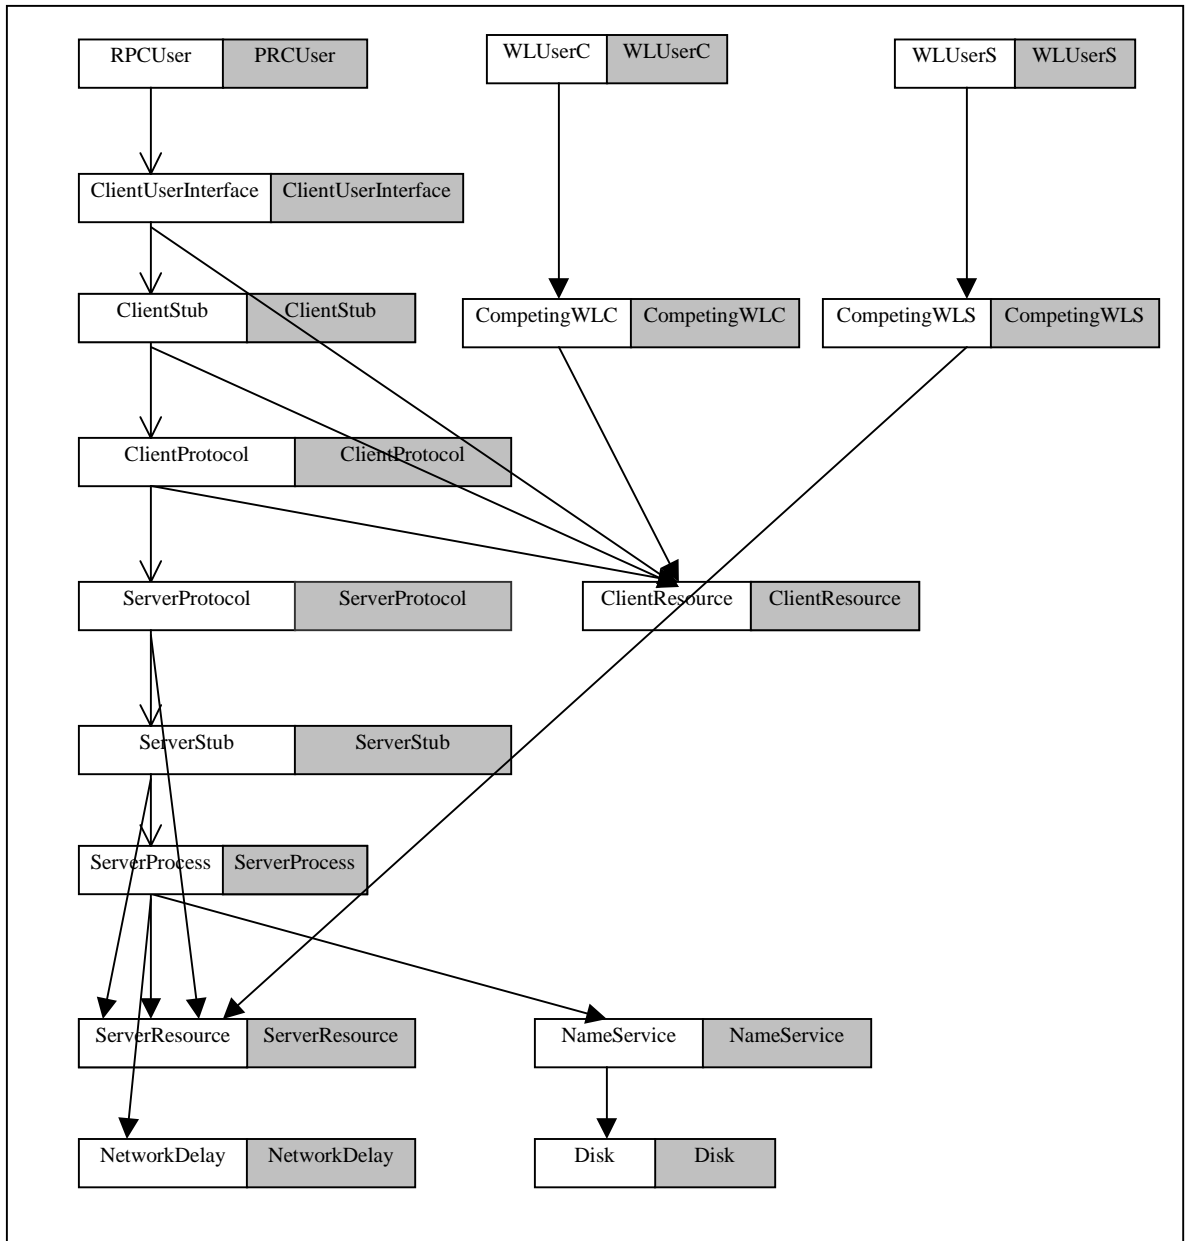 RPCUser PRCUser WLUserC WLUserC WLUserS WLUserS
ClientUserInterface ClientUserInterface
ClientStub ClientStub CompetingWLC CompetingWLC CompetingWLS CompetingWLS
ClientProtocol ClientProtocol
ServerProtocol ServerProtocol ClientResource ClientResource
ServerStub ServerStub
ServerProcess ServerProcess
ServerResource ServerResource NameService NameService
NetworkDelay NetworkDelay Disk Disk